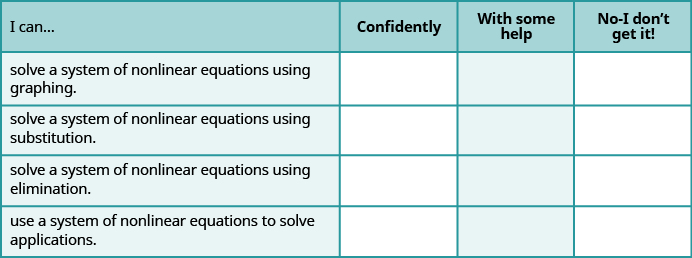 I can...
Confidently
With some
help
No-I don't
get it!
solve a system of nonlinear equations using
graphing.
solve a system of nonlinear equations using
substitution.
solve a system of nonlinear equations using
elimination.
use a system of nonlinear equations to solve
applications.